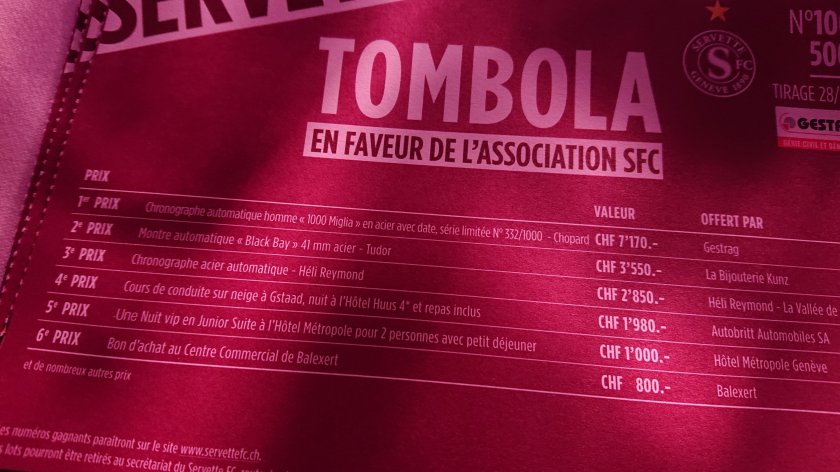 SERVETTE
TOMBOLA
EN FAVEUR DE L'ASSOCIATION SFC
SERVETTE FC
S
GENÈVE 1890
N°10
500
TIRAGE 28/
GESTRA
GÉNIE CIVIL ET DÉM
PRIX VALEUR OFFERT PAR
1er PRIX Chronographe automatique homme « 1000 Miglia » en acier avec date, série limitée N° 332/1000 - Chopard CHF 7'170.- Gestrag
2e PRIX Montre automatique « Black Bay » 41 mm acier - Tudor CHF 3'550.- La Bijouterie Kunz
3e PRIX Chronographe acier automatique - Héli Reymond CHF 2'850.- Héli Reymond - La Vallée de
4e PRIX Cours de conduite sur neige à Gstaad, nuit à l'Hôtel Huus 4* et repas inclus CHF 1'980.- Autobritt Automobiles SA
5e PRIX Une Nuit vip en Junior Suite à l'Hôtel Métropole pour 2 personnes avec petit déjeuner CHF 1'000.- Hôtel Métropole Genève
6e PRIX Bon d'achat au Centre Commercial de Balexert CHF 800.- Balexert
et de nombreux autres prix
es numéros gagnants paraîtront sur le site www.servettefc.ch.
s lots pourront être retirés au secrétariat du Servette FC,